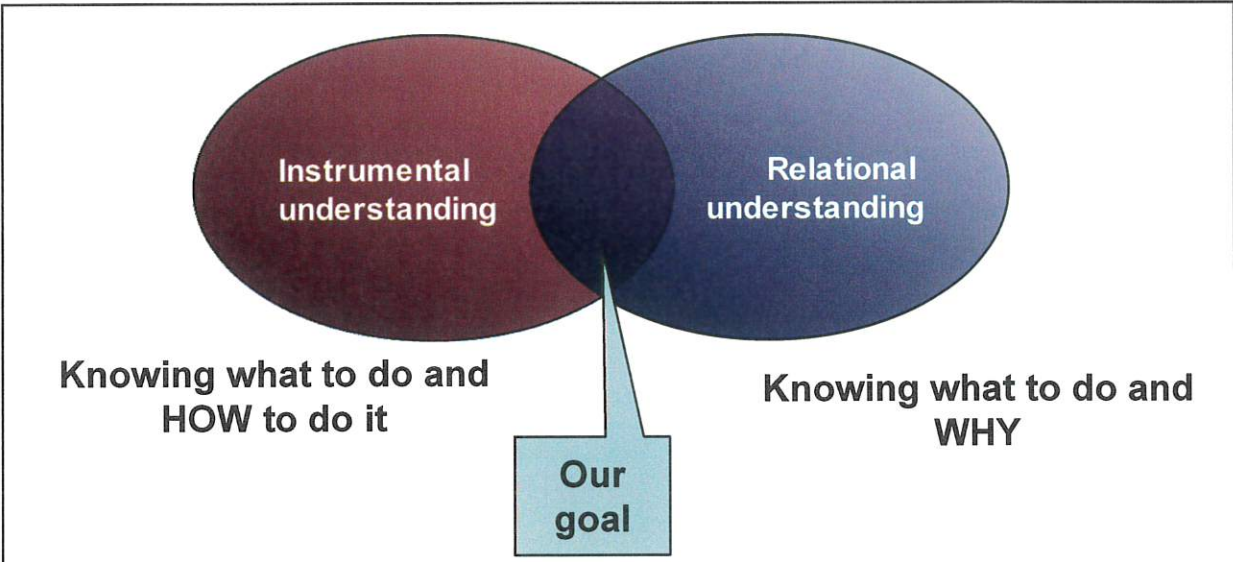 Instrumental
understanding
Relational
understanding
Knowing what to do and
HOW to do it
Knowing what to do and
WHY
Our
goal